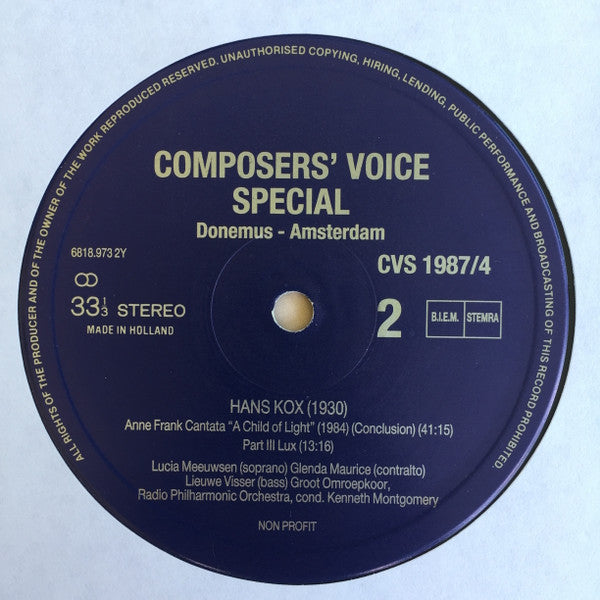 ALL RIGHTS OF THE PRODUCER AND OF THE OWNER OF THE WORK REPRODUCED RESERVED. UNAUTHORISED COPYING, HIRING, LENDING, PUBLIC PERFORMANCE AND BROADCASTING OF THIS RECORD PROHIBITED
COMPOSERS' VOICE
SPECIAL
Donemus - Amsterdam
6818.973 2Y
CVS 1987/4
33 1/3 STEREO
MADE IN HOLLAND
2
B.I.E.M. STEMRA
HANS KOX (1930)
Anne Frank Cantata "A Child of Light" (1984) (Conclusion) (41:15)
Part III Lux (13:16)
Lucia Meeuwsen (soprano) Glenda Maurice (contralto)
Lieuwe Visser (bass) Groot Omroepkoor,
Radio Philharmonic Orchestra, cond. Kenneth Montgomery
NON PROFIT